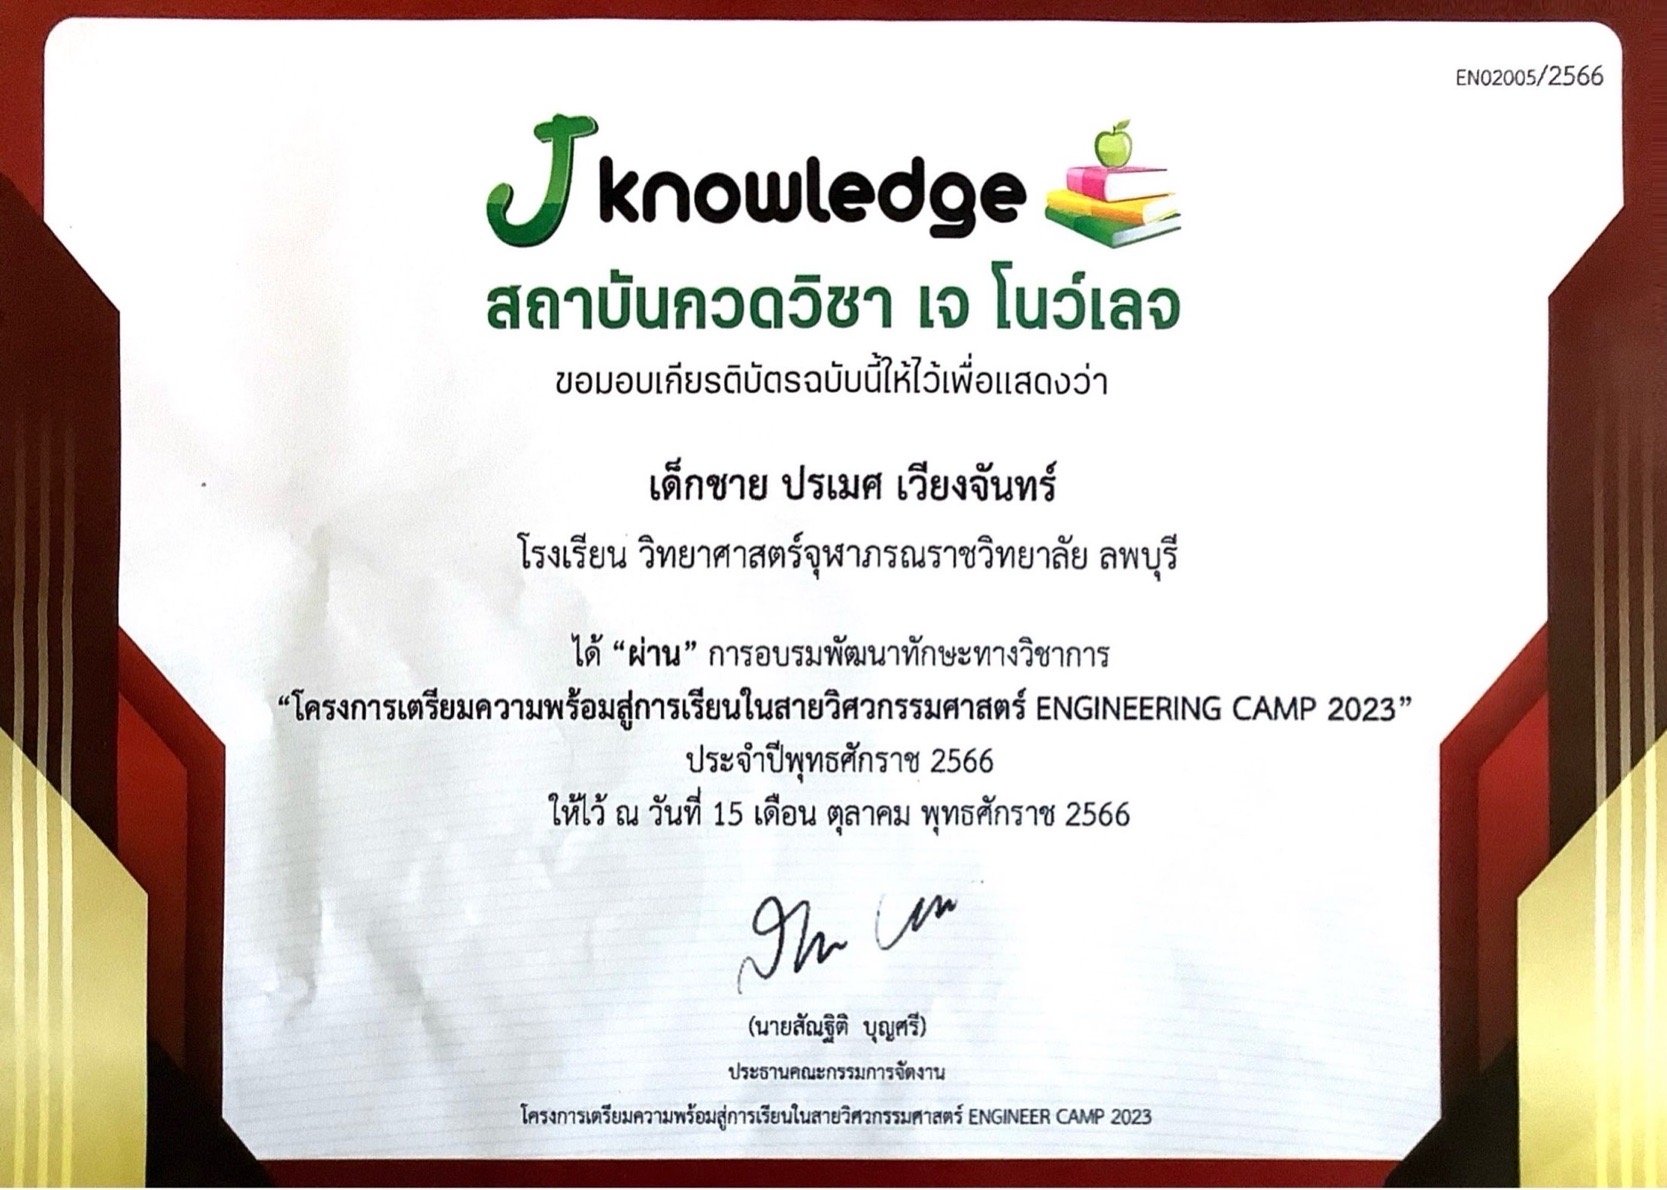 EN02005/2566
J knowledge
สถาบันกวดวิชา เจ โนว์เลจ
ขอมอบเกียรติบัตรฉบับนี้ให้ไว้เพื่อแสดงว่า
เด็กชาย ปรเมศ เวียงจันทร์
โรงเรียน วิทยาศาสตร์จุฬาภรณราชวิทยาลัย ลพบุรี
ได้ “ผ่าน” การอบรมพัฒนาทักษะทางวิชาการ
“โครงการเตรียมความพร้อมสู่การเรียนในสายวิศวกรรมศาสตร์ ENGINEERING CAMP 2023”
ประจำปีพุทธศักราช 2566
ให้ไว้ ณ วันที่ 15 เดือน ตุลาคม พุทธศักราช 2566
(นายสัณฐิติ บุญศรี)
ประธานคณะกรรมการจัดงาน
โครงการเตรียมความพร้อมสู่การเรียนในสายวิศวกรรมศาสตร์ ENGINEER CAMP 2023